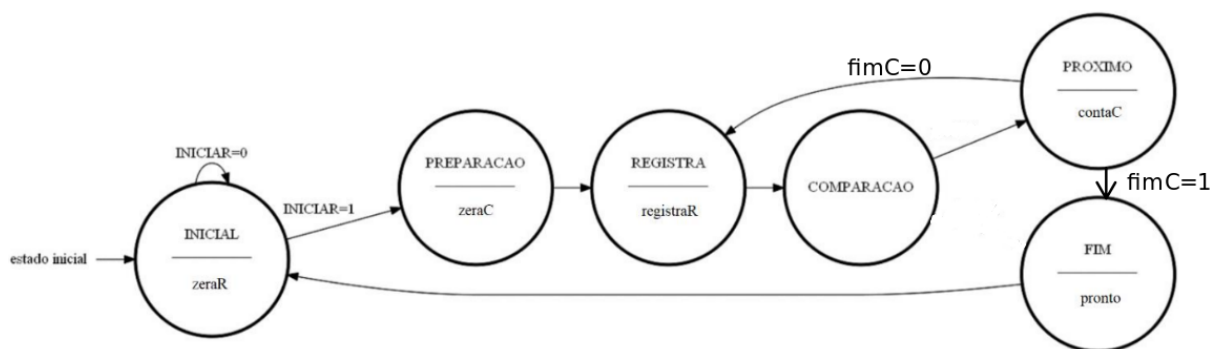 estado inicial
INICIAR=0
INICIAL
zeraR
INICIAR=1
PREPARACAO
zeraC
REGISTRA
registraR
COMPARACAO
fimC=0
PROXIMO
contaC
fimC=1
FIM
pronto